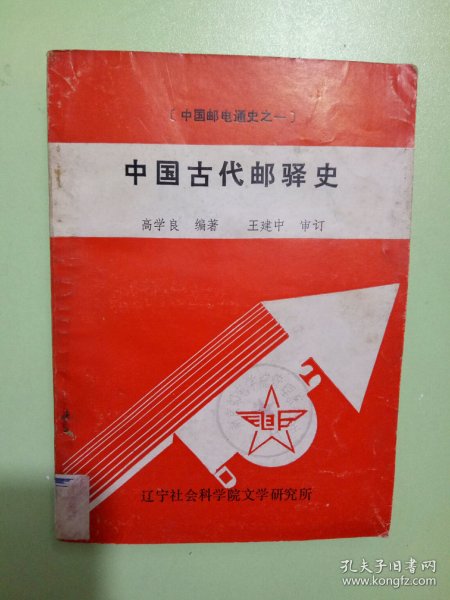 〔中国邮电通史之一〕
中国古代邮驿史
高学良 编著 王建中 审订
辽宁社会科学院文学研究所
孔夫子旧书网
www.kongfz.com